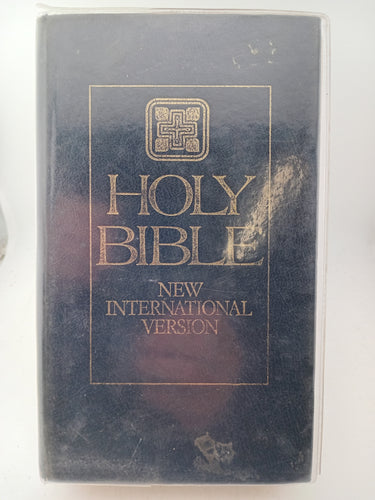 HOLY
BIBLE
NEW
INTERNATIONAL
VERSION